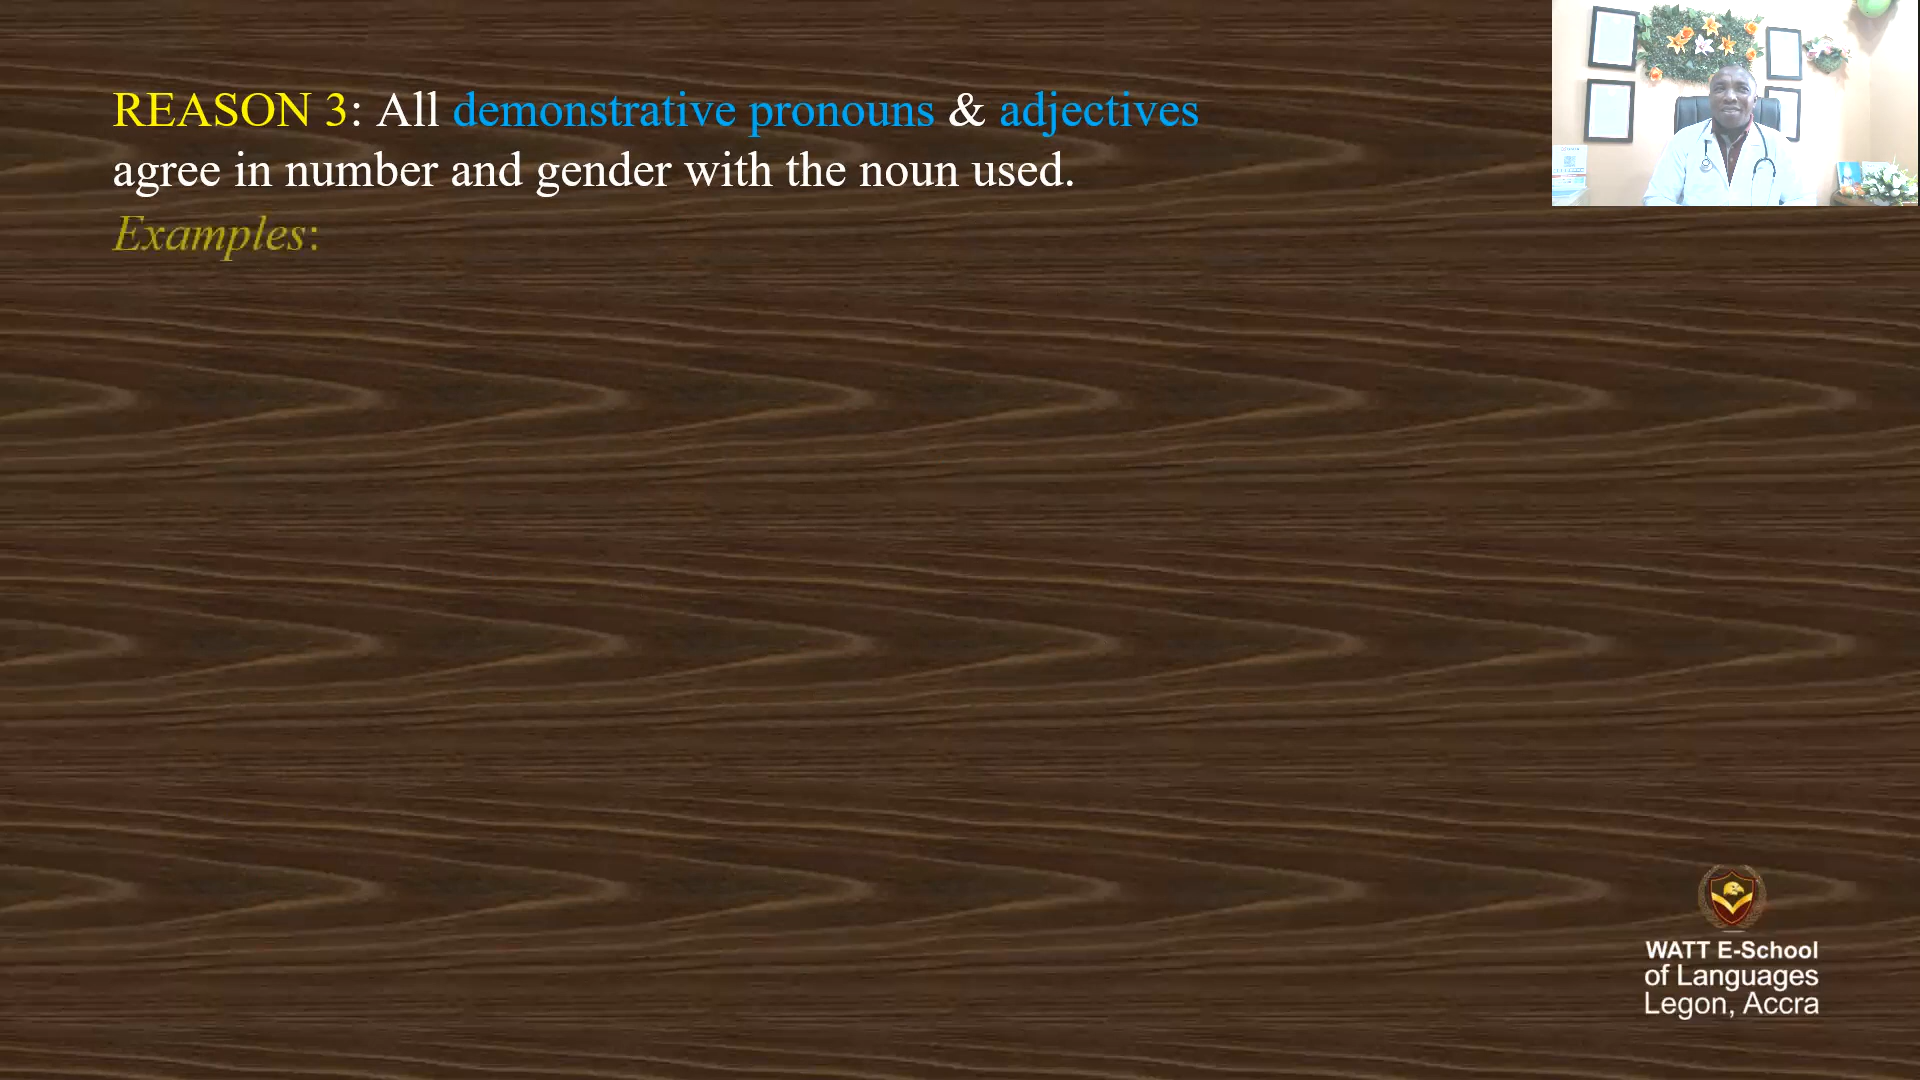 REASON 3: All demonstrative pronouns & adjectives
agree in number and gender with the noun used.
Examples:
WATT E-School
of Languages
Legon, Accra